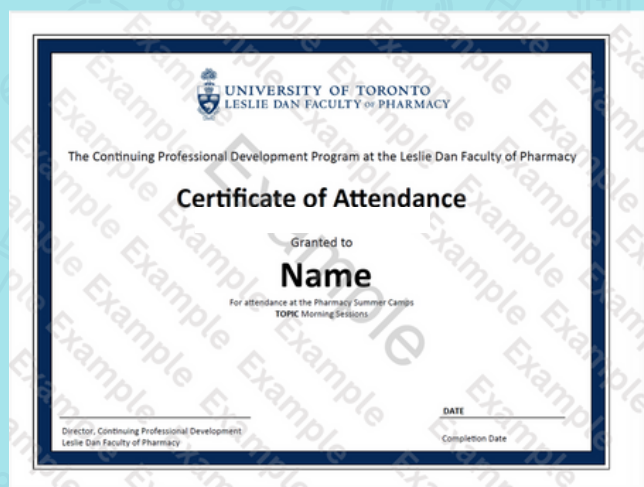 UNIVERSITY OF TORONTO
LESLIE DAN FACULTY OF PHARMACY
The Continuing Professional Development Program at the Leslie Dan Faculty of Pharmacy
Certificate of Attendance
Granted to
Name
For attendance at the Pharmacy Summer Camps
TOPIC Morning Sessions
DATE
Director, Continuing Professional Development
Leslie Dan Faculty of Pharmacy
Completion Date
Example